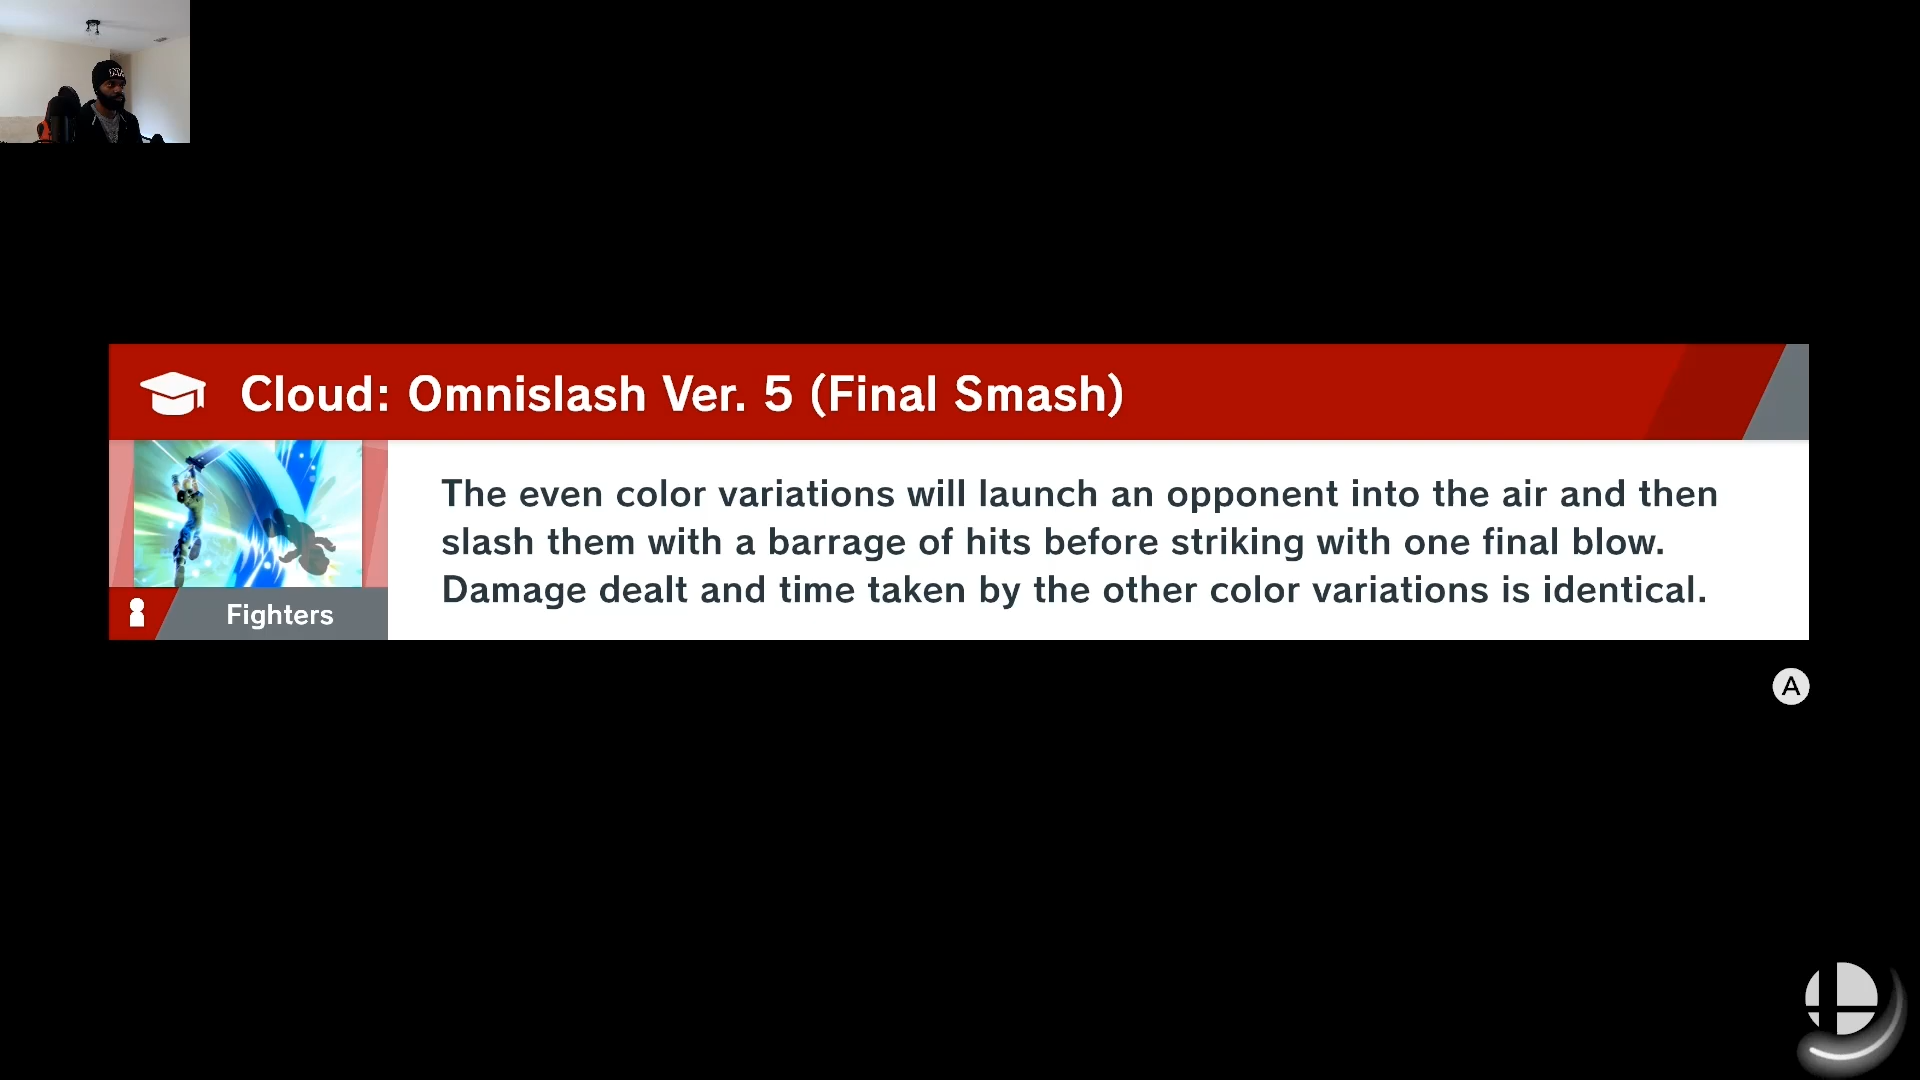 Cloud: Omnislash Ver. 5 (Final Smash)
The even color variations will launch an opponent into the air and then
slash them with a barrage of hits before striking with one final blow.
Damage dealt and time taken by the other color variations is identical.
Fighters
A